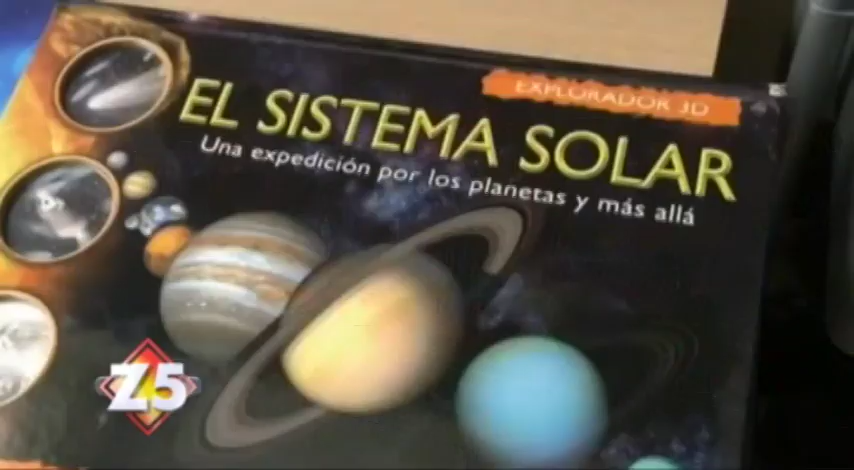 EXPLORADOR 3D
EL SISTEMA SOLAR
Una expedición por los planetas y más allá
Z5